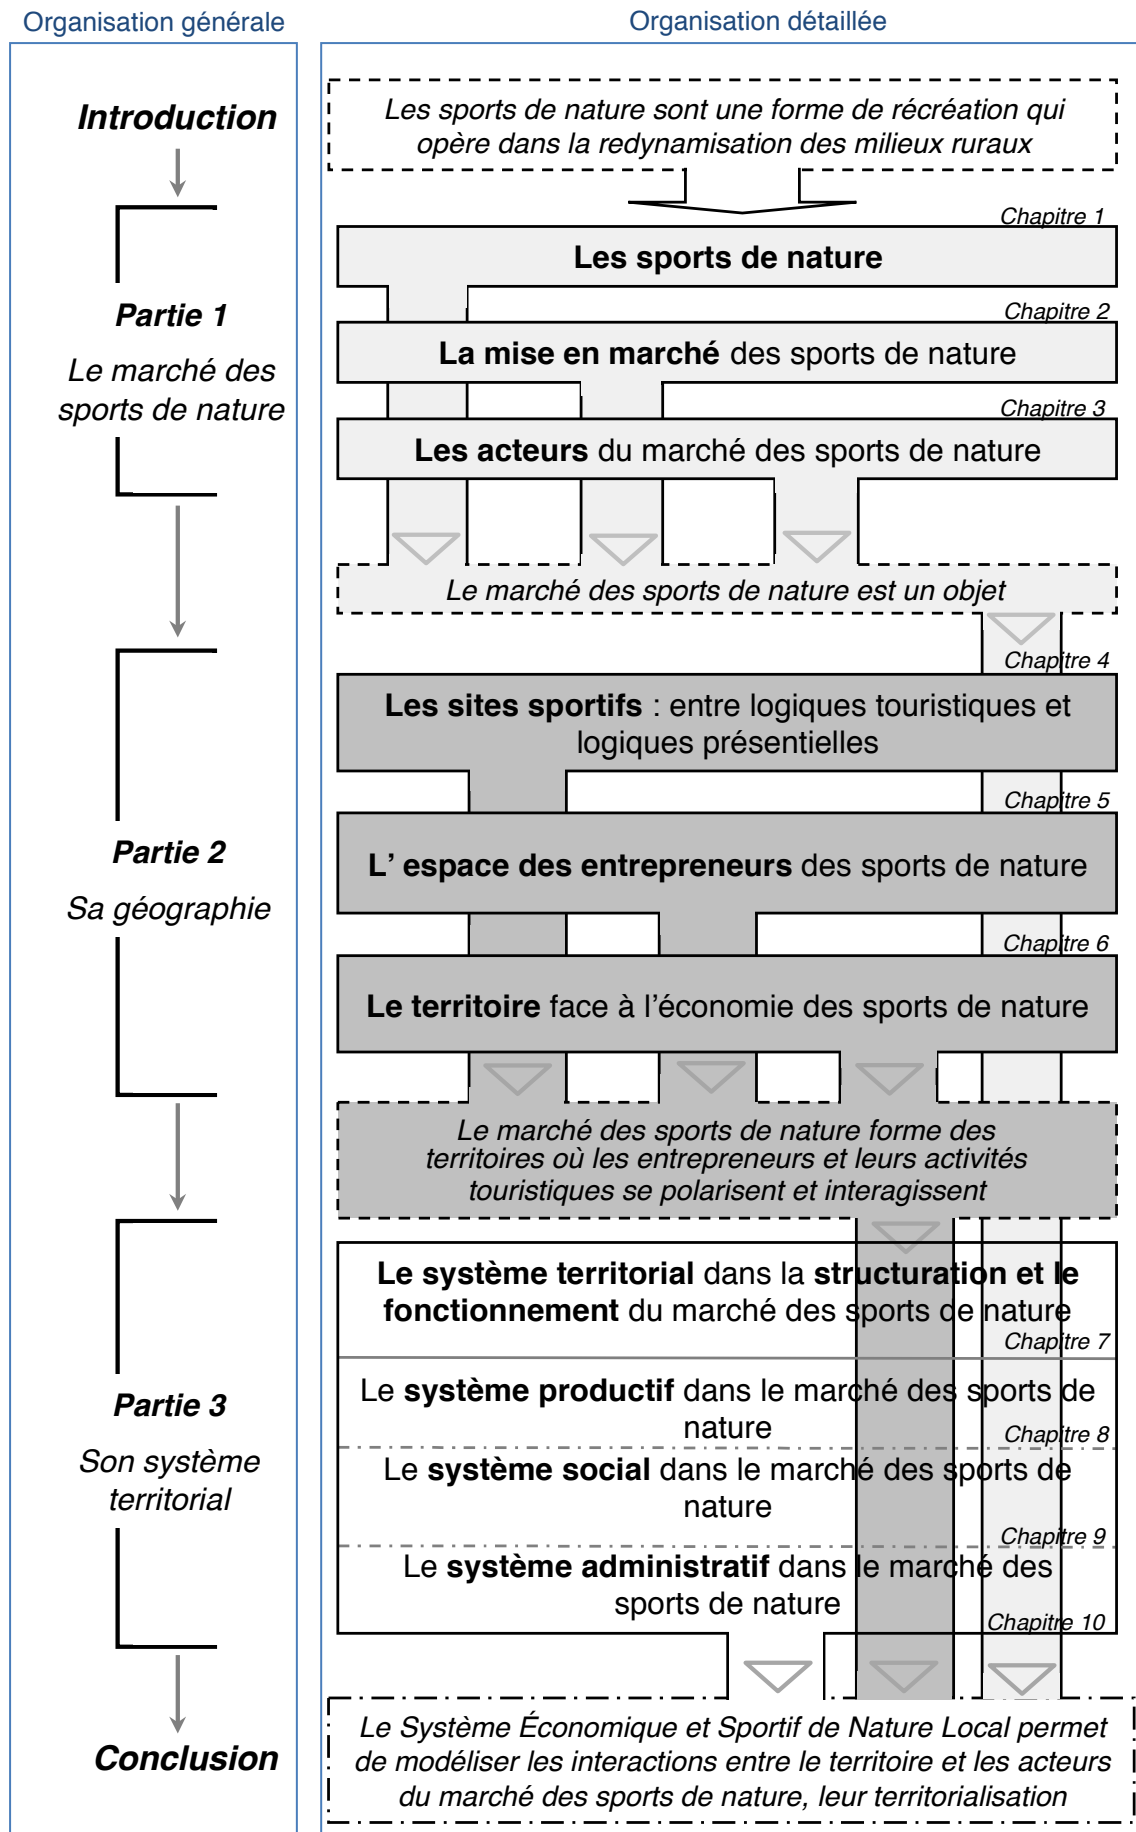 Organisation générale
Organisation détaillée
Introduction
Les sports de nature sont une forme de récréation qui
opère dans la redynamisation des milieux ruraux
Chapitre 1
Les sports de nature
Partie 1
Le marché des
sports de nature
Chapitre 2
La mise en marché des sports de nature
Chapitre 3
Les acteurs du marché des sports de nature
Le marché des sports de nature est un objet
Chapitre 4
Les sites sportifs : entre logiques touristiques et
logiques présentielles
Chapitre 5
L' espace des entrepreneurs des sports de nature
Partie 2
Sa géographie
Chapitre 6
Le territoire face à l'économie des sports de nature
Le marché des sports de nature forme des
territoires où les entrepreneurs et leurs activités
touristiques se polarisent et interagissent
Le système territorial dans la structuration et le
fonctionnement du marché des sports de nature
Chapitre 7
Partie 3
Son système
territorial
Le système productif dans le marché des sports de
nature
Chapitre 8
Le système social dans le marché des sports de
nature
Chapitre 9
Le système administratif dans le marché des
sports de nature
Chapitre 10
Conclusion
Le Système Économique et Sportif de Nature Local permet
de modéliser les interactions entre le territoire et les acteurs
du marché des sports de nature, leur territorialisation